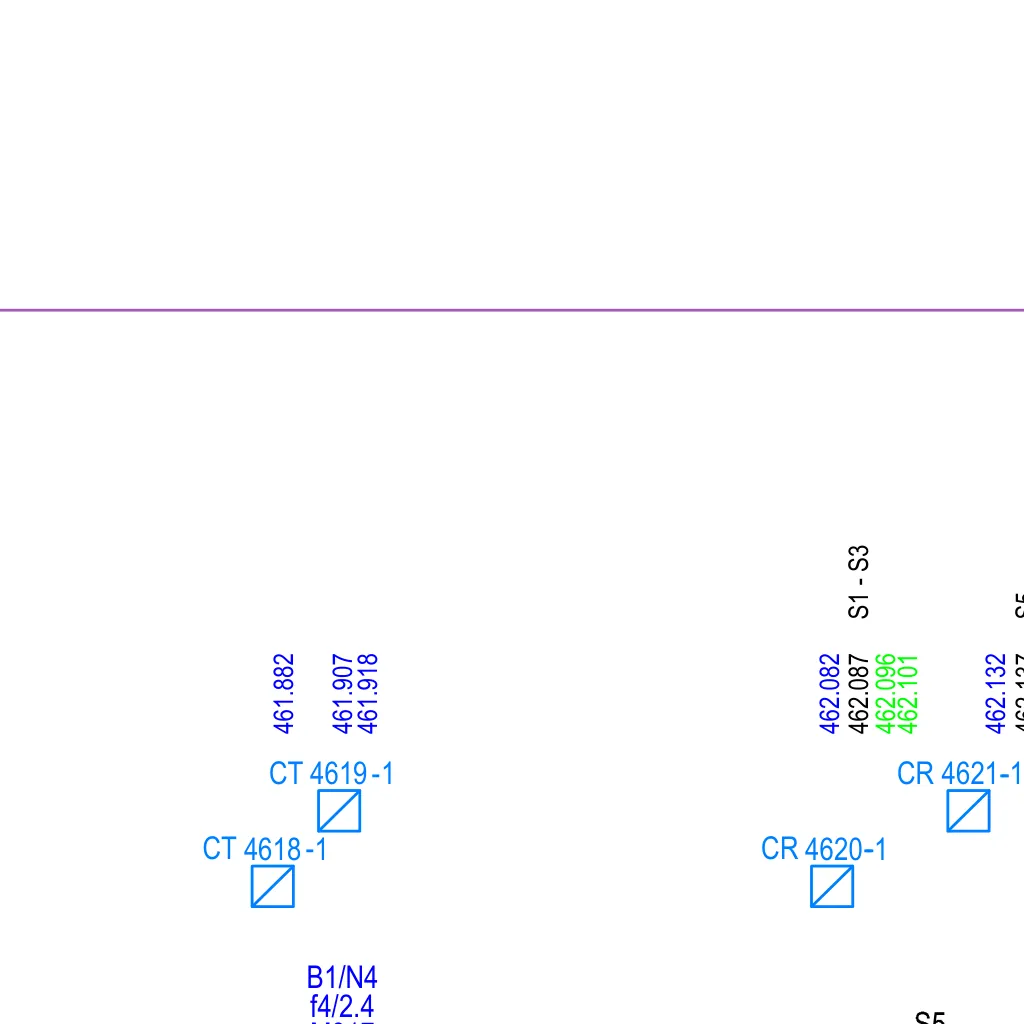 S1 - S3
461.882
461.907
461.918
462.082
462.087
462.096
462.101
462.132
CT 4619-1
CR 4621-1
CT 4618-1
CR 4620-1
B1/N4
f4/2.4
S5